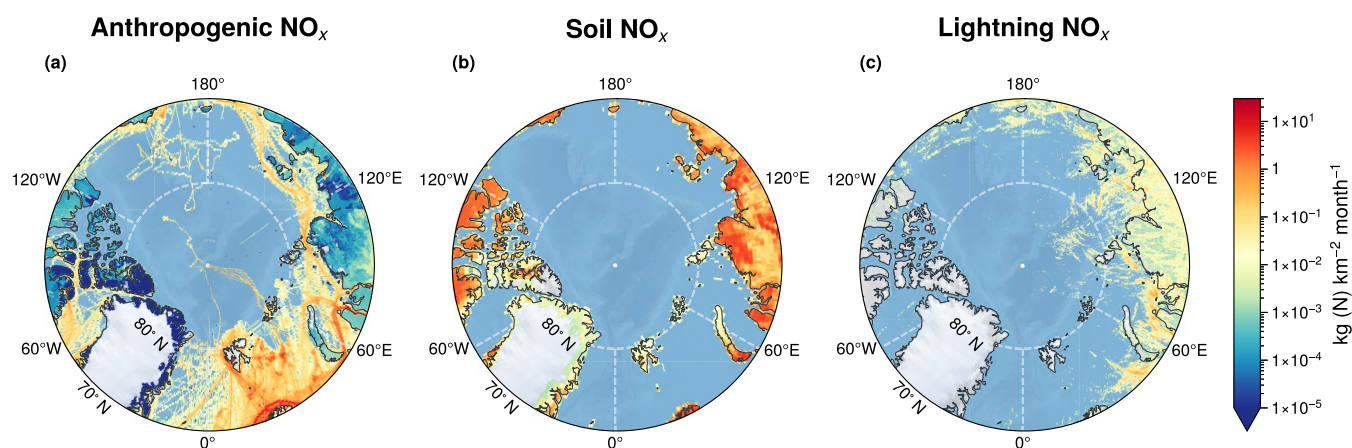 Anthropogenic NOx
Soil NOx
Lightning NOx
(a)
(b)
(c)
180°
180°
180°
120°W
120°E
120°W
120°E
120°W
120°E
60°W
60°E
60°W
60°E
60°W
60°E
80° N
80° N
80° N
70° N
70° N
70° N
0°
0°
0°
1×10¹
1
1×10⁻¹
1×10⁻²
1×10⁻³
1×10⁻⁴
1×10⁻⁵
kg (N) km⁻² month⁻¹